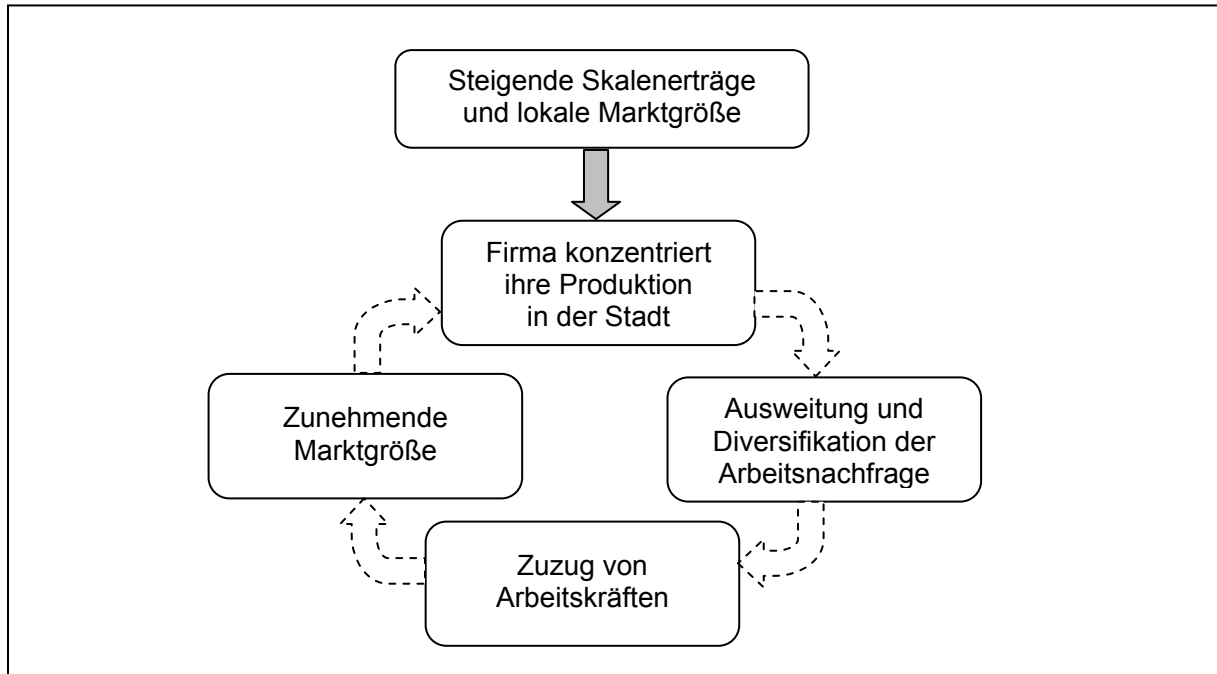 Steigende Skalenerträge
und lokale Marktgröße
Firma konzentriert
ihre Produktion
in der Stadt
Ausweitung und
Diversifikation der
Arbeitsnachfrage
Zuzug von
Arbeitskräften
Zunehmende
Marktgröße